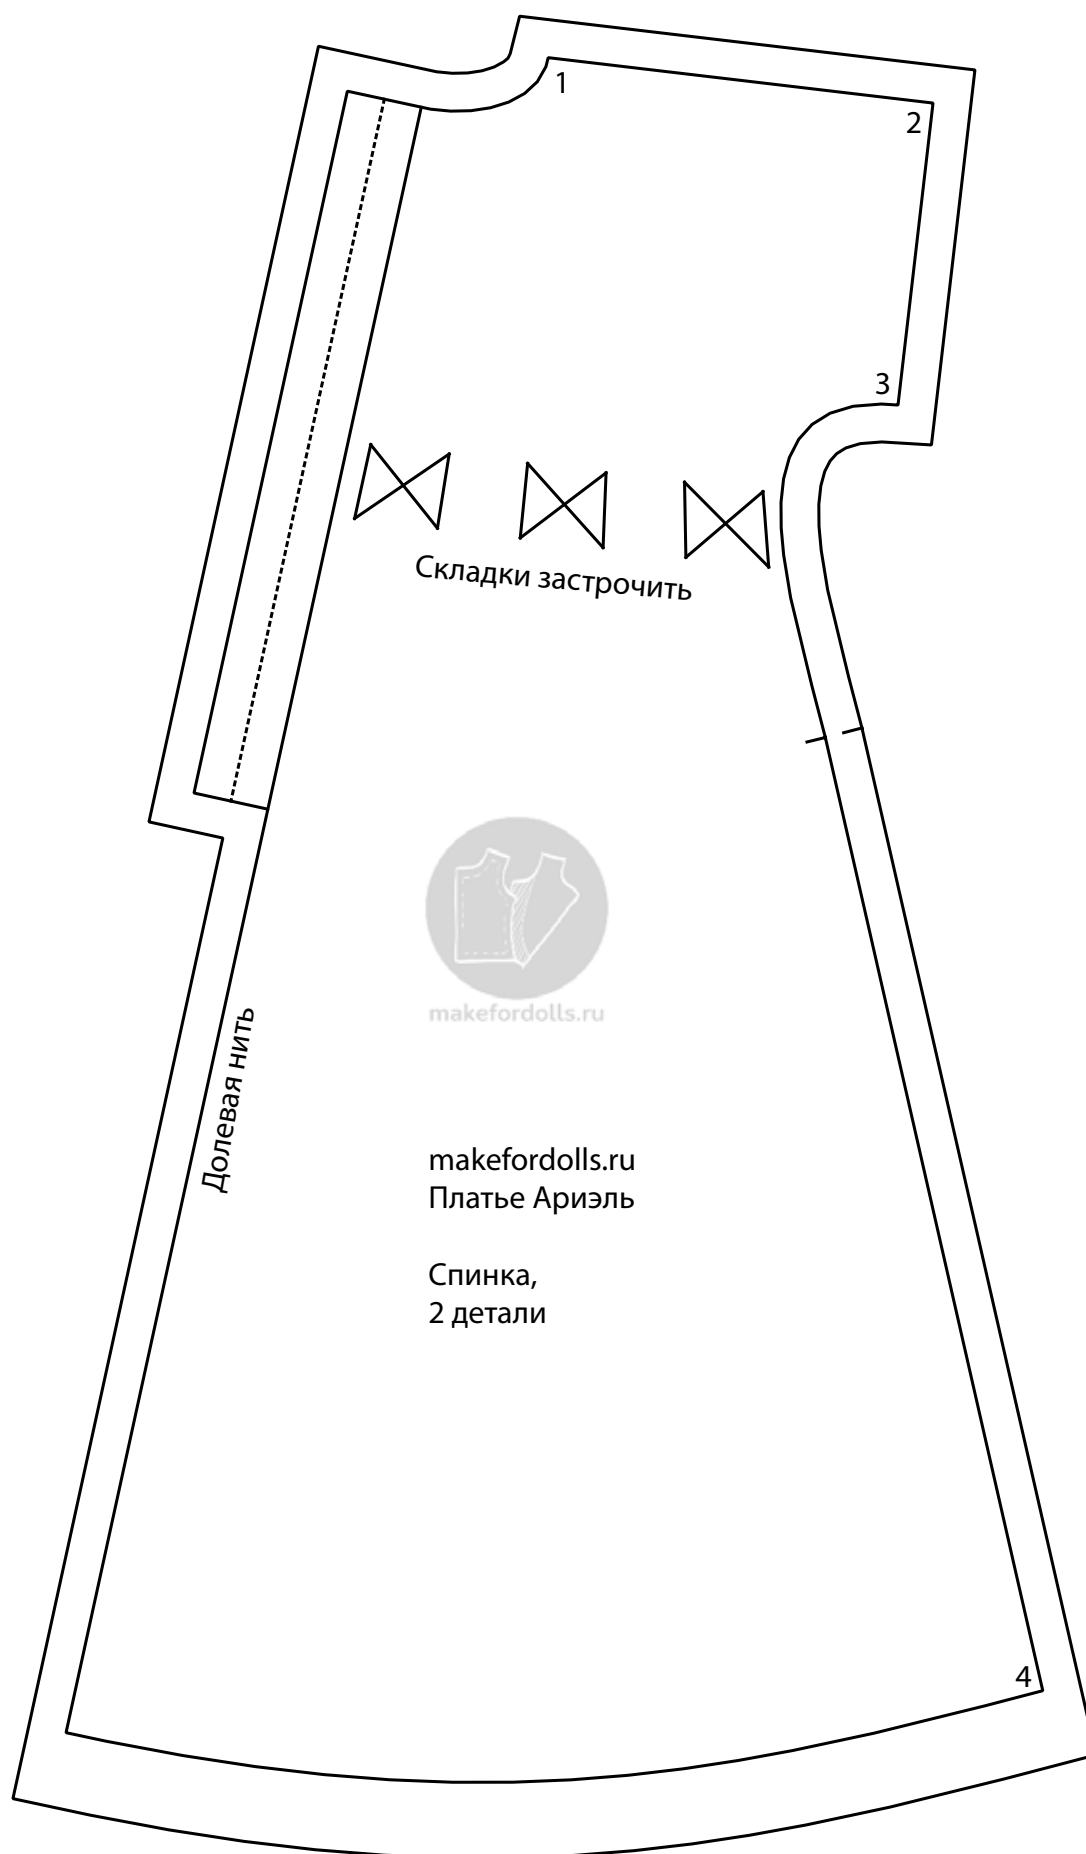 1
2
3
Складки застрочить
makefordolls.ru
Долевая нить
makefordolls.ru
Платье Ариэль
Спинка,
2 детали
4